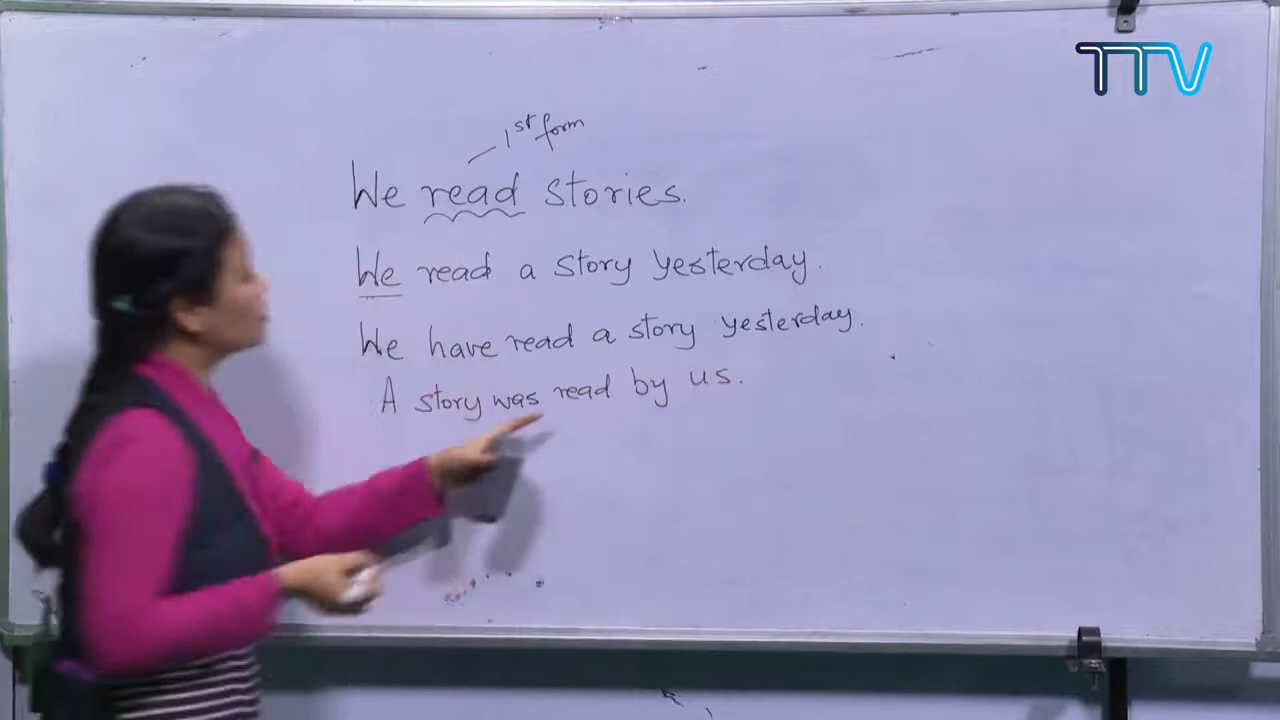 TTV
1st form
We read stories.
We read a story yesterday.
We have read a story yesterday.
A story was read by us.